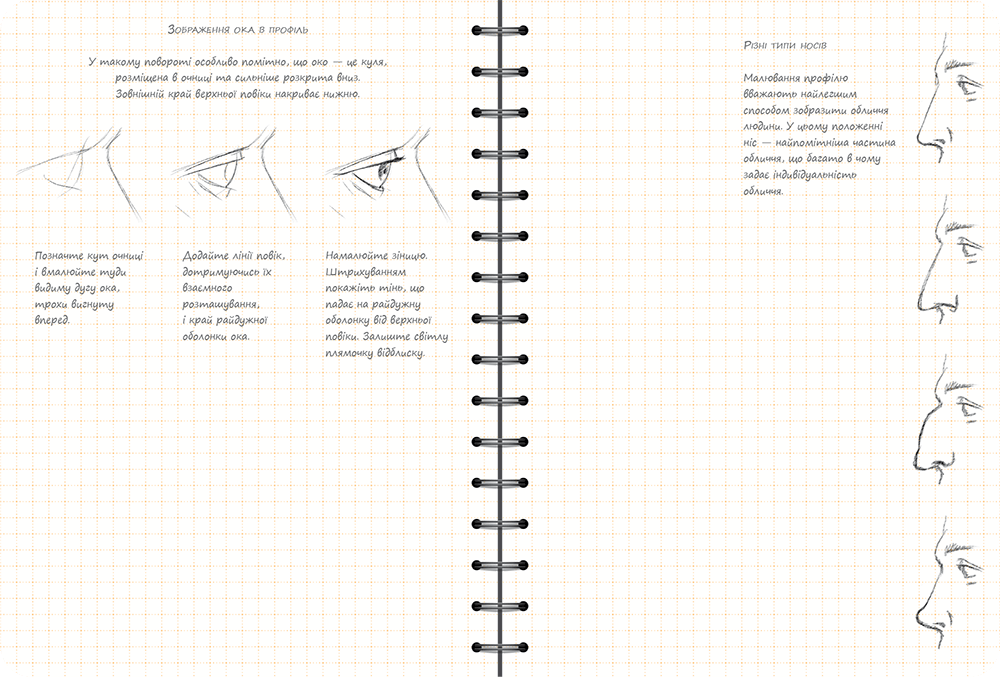 Зображення ока в профіль
У такому повороті особливо помітно, що око — це куля,
розміщена в очниці та сильніше розкрита вниз.
Зовнішній край верхньої повіки накриває нижню.
Позначте кут очниці
і вмалюйте туди
видиму дугу ока,
трохи вигнуту
вперед.
Додайте лінії повік,
дотримуючись їх
взаємного
розташування,
і край райдужної
оболонки ока.
Намалюйте зіницю.
Штрихуванням
покажіть тінь, що
падає на райдужну
оболонку від верхньої
повіки. Залиште світлу
плямочку відблиску.
Різні типи носів
Малювання профілю
вважають найлегшим
способом зобразити обличчя
людини. У цьому положенні
ніс — найпомітніша частина
обличчя, що багато в чому
задає індивідуальність
обличчя.